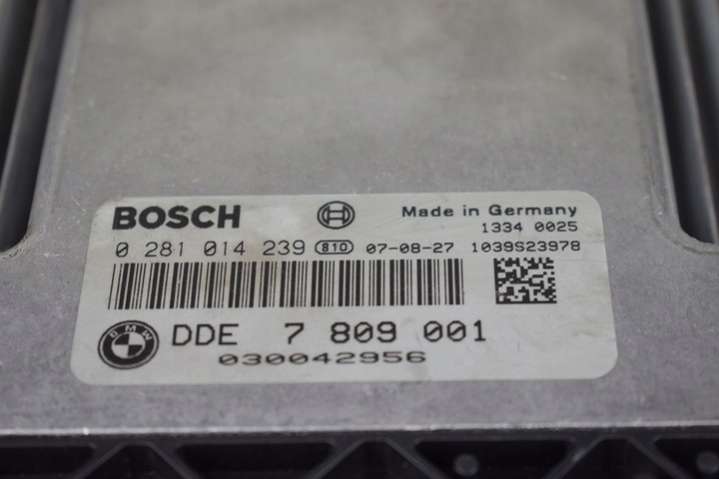 BOSCH Made in Germany
1334 0025
0 281 014 239 810 07-08-27 1039S23978
BMW DDE 7 809 001
030042956